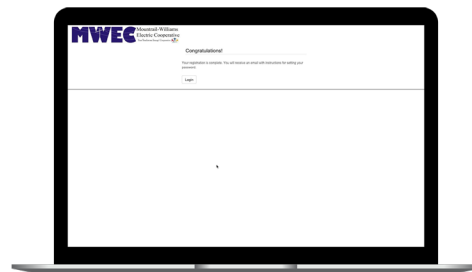 MWEC
Mountrail-Williams
Electric Cooperative
Congratulations!
Your registration is complete. You will receive an email with instructions for setting your
password.
Login